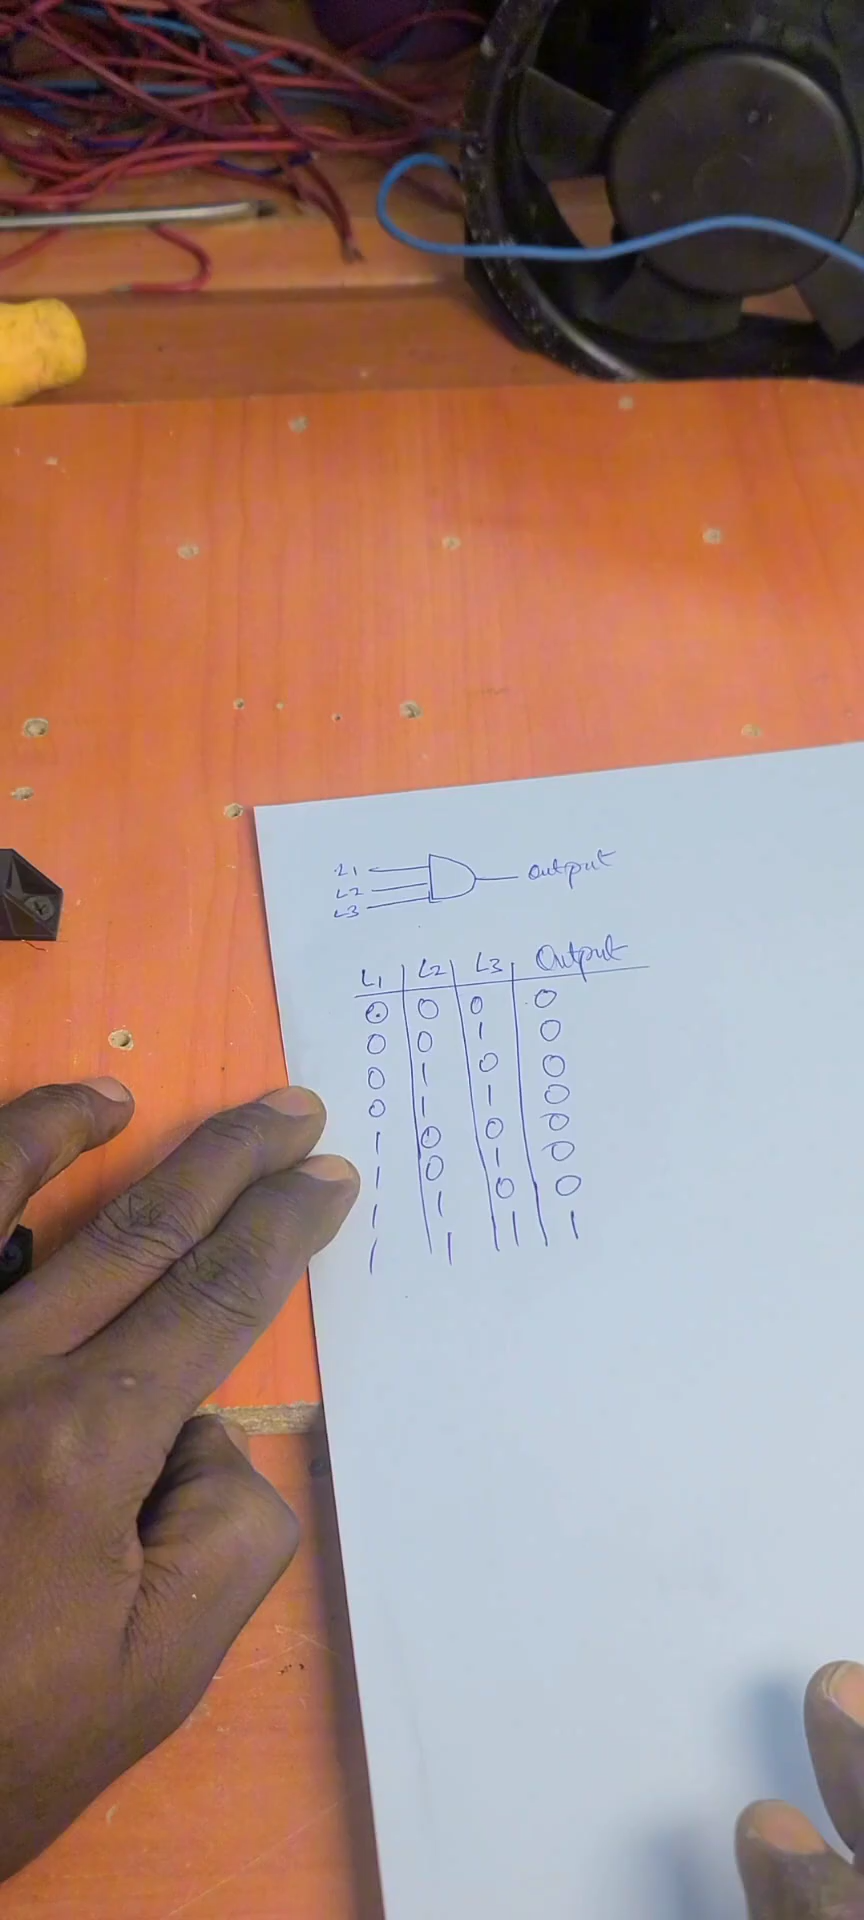 L1
L2 output
L3
L1 L2 L3 Output
0 0 0 0
0 0 1 0
0 1 0 0
0 1 1 0
1 0 0 0
1 0 1 0
1 1 0 0
1 1 1 1